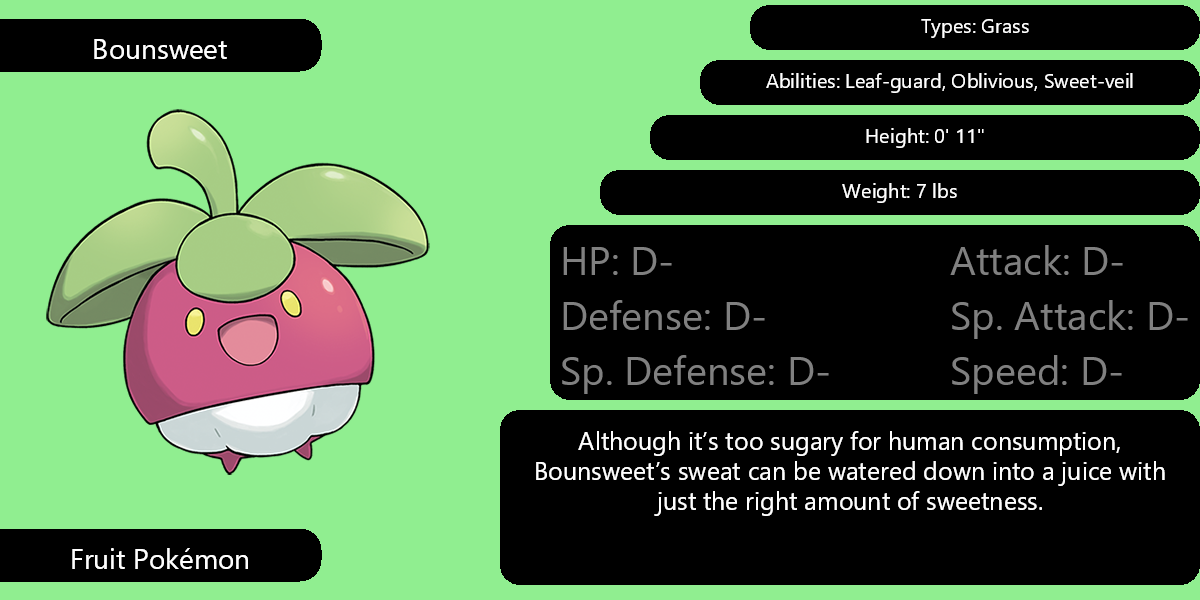 Bounsweet
Types: Grass
Abilities: Leaf-guard, Oblivious, Sweet-veil
Height: 0' 11"
Weight: 7 lbs
HP: D-
Attack: D-
Defense: D-
Sp. Attack: D-
Sp. Defense: D-
Speed: D-
Although it’s too sugary for human consumption,
Bounsweet’s sweat can be watered down into a juice with
just the right amount of sweetness.
Fruit Pokémon